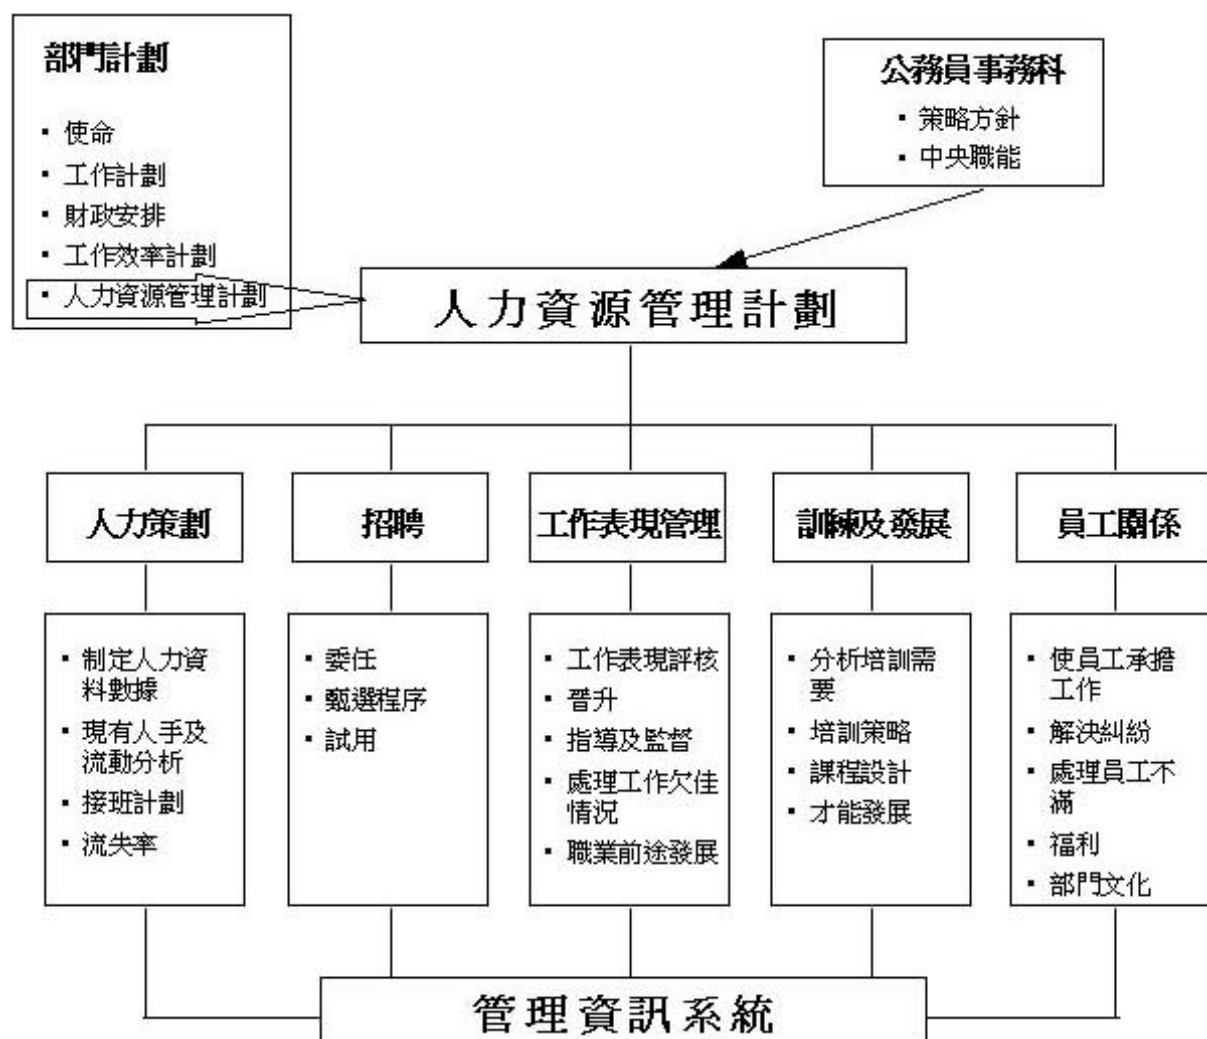 部門計劃
▪ 使命
▪ 工作計劃
▪ 財政安排
▪ 工作效率計劃
▪ 人力資源管理計劃
公務員事務科
▪ 策略方針
▪ 中央職能
人力資源管理計劃
人力策劃
招聘
工作表現管理
訓練及發展
員工關係
▪ 制定人力資
料數據
▪ 現有人手及
流動分析
▪ 接班計劃
▪ 流失率
▪ 委任
▪ 甄選程序
▪ 試用
▪ 工作表現評核
▪ 晉升
▪ 指導及監督
▪ 處理工作欠佳
情況
▪ 職業前途發展
▪ 分析培訓需
要
▪ 培訓策略
▪ 課程設計
▪ 才能發展
▪ 使員工承擔
工作
▪ 解決糾紛
▪ 處理員工不
滿
▪ 福利
▪ 部門文化
管理資訊系統